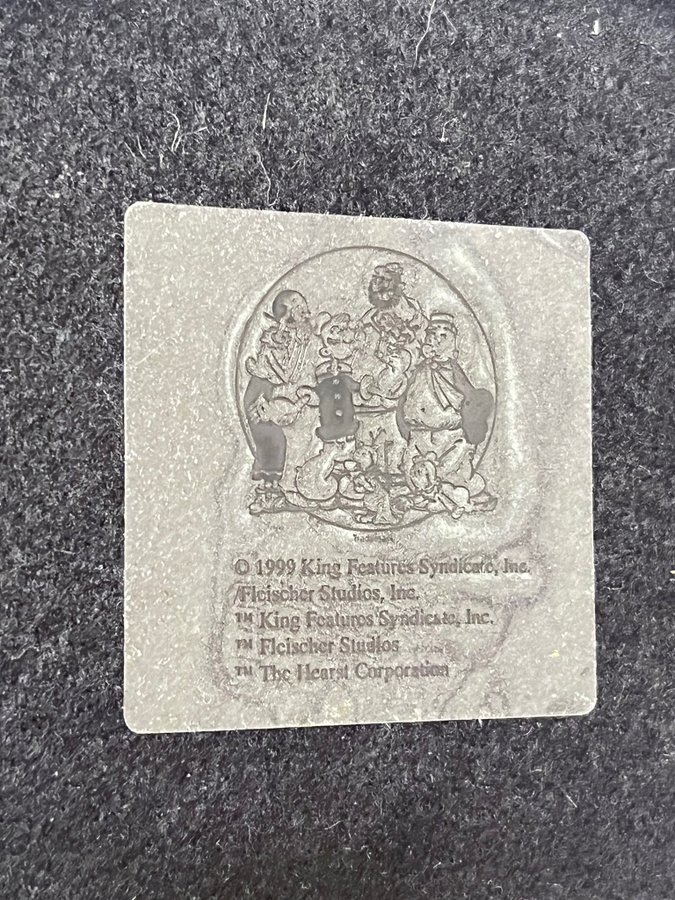 Trademark
© 1999 King Features Syndicate, Inc.
/Fleischer Studios, Inc.
™ King Features Syndicate, Inc.
™ Fleischer Studios
™ The Hearst Corporation